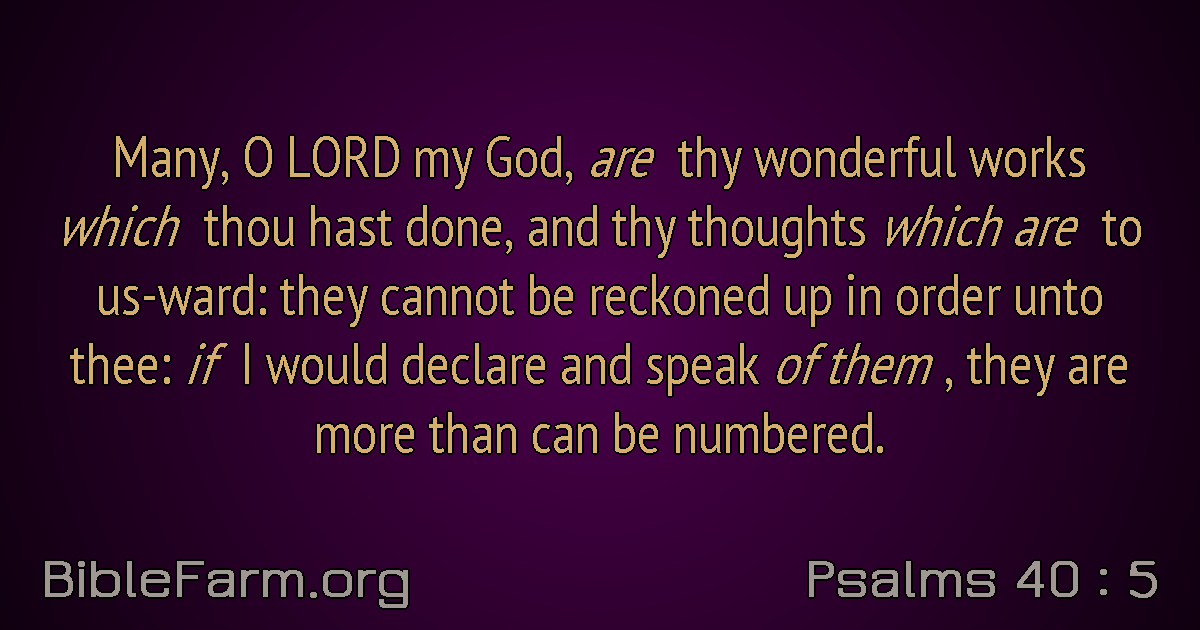 Many, O LORD my God, are thy wonderful works
which thou hast done, and thy thoughts which are to
us-ward: they cannot be reckoned up in order unto
thee: if I would declare and speak of them , they are
more than can be numbered.
BibleFarm.org
Psalms 40 : 5